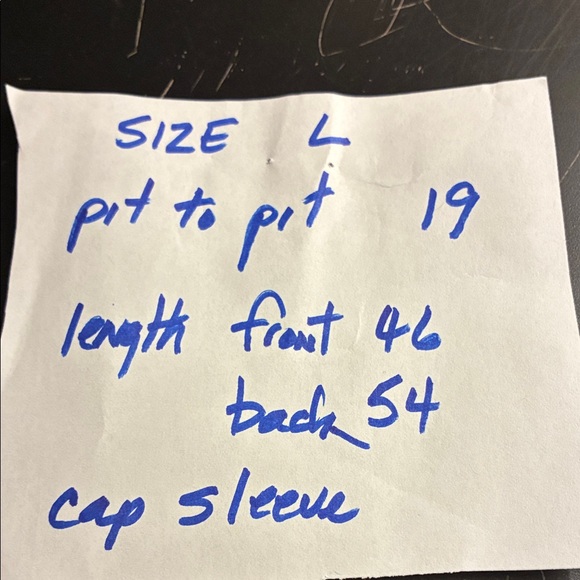 SIZE L
pit to pit 19
length front 46
back 54
cap sleeve